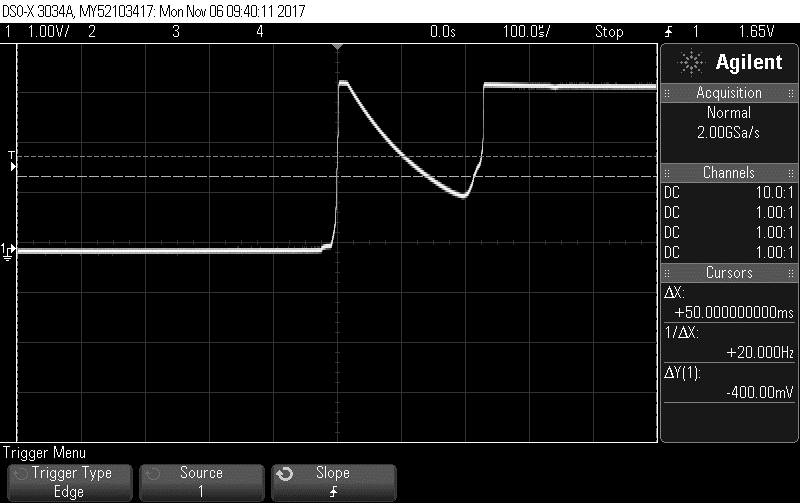 DSO-X 3034A, MY52103417: Mon Nov 06 09:40:11 2017
1 1.00V/ 2 3 4 0.0s 100.0㎲/ Stop 1 1.65V
Agilent
Acquisition
Normal
2.00GSa/s
Channels
DC 10.0:1
DC 1.00:1
DC 1.00:1
DC 1.00:1
Cursors
ΔX:
+50.000000000ms
1/ΔX:
+20.000Hz
ΔY(1):
-400.00mV
T
1
Trigger Menu
Trigger Type
Edge
Source
1
Slope